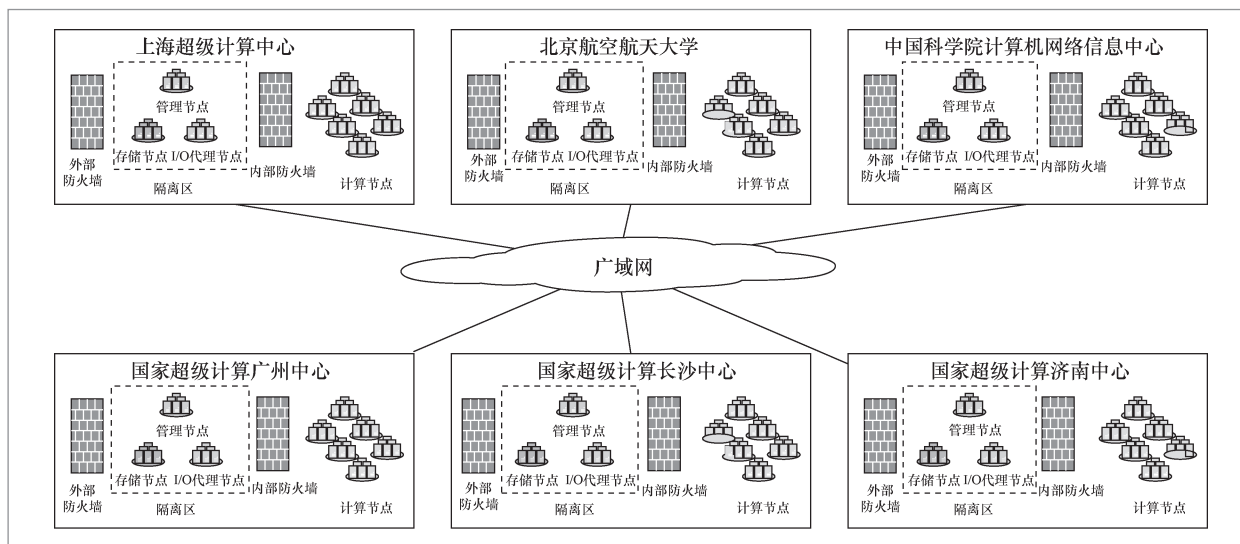 上海超级计算中心
管理节点
存储节点 I/O代理节点
外部
防火墙
内部防火墙
隔离区
计算节点
北京航空航天大学
管理节点
存储节点 I/O代理节点
外部
防火墙
内部防火墙
隔离区
计算节点
中国科学院计算机网络信息中心
管理节点
存储节点 I/O代理节点
外部
防火墙
内部防火墙
隔离区
计算节点
广域网
国家超级计算广州中心
管理节点
存储节点 I/O代理节点
外部
防火墙
内部防火墙
隔离区
计算节点
国家超级计算长沙中心
管理节点
存储节点 I/O代理节点
外部
防火墙
内部防火墙
隔离区
计算节点
国家超级计算济南中心
管理节点
存储节点 I/O代理节点
外部
防火墙
内部防火墙
隔离区
计算节点